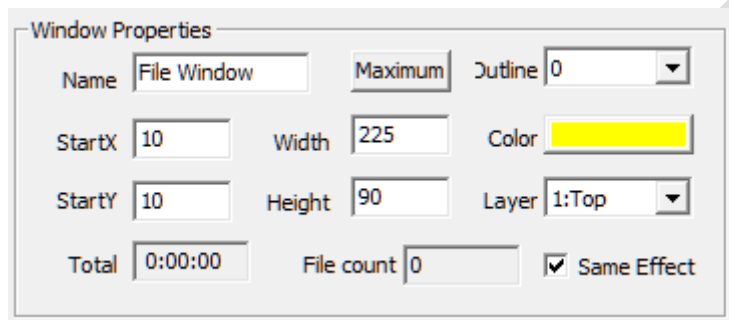 Window Properties
Name File Window Maximum Outline 0
StartX 10 Width 225 Color
StartY 10 Height 90 Layer 1:Top
Total 0:00:00 File count 0 Same Effect